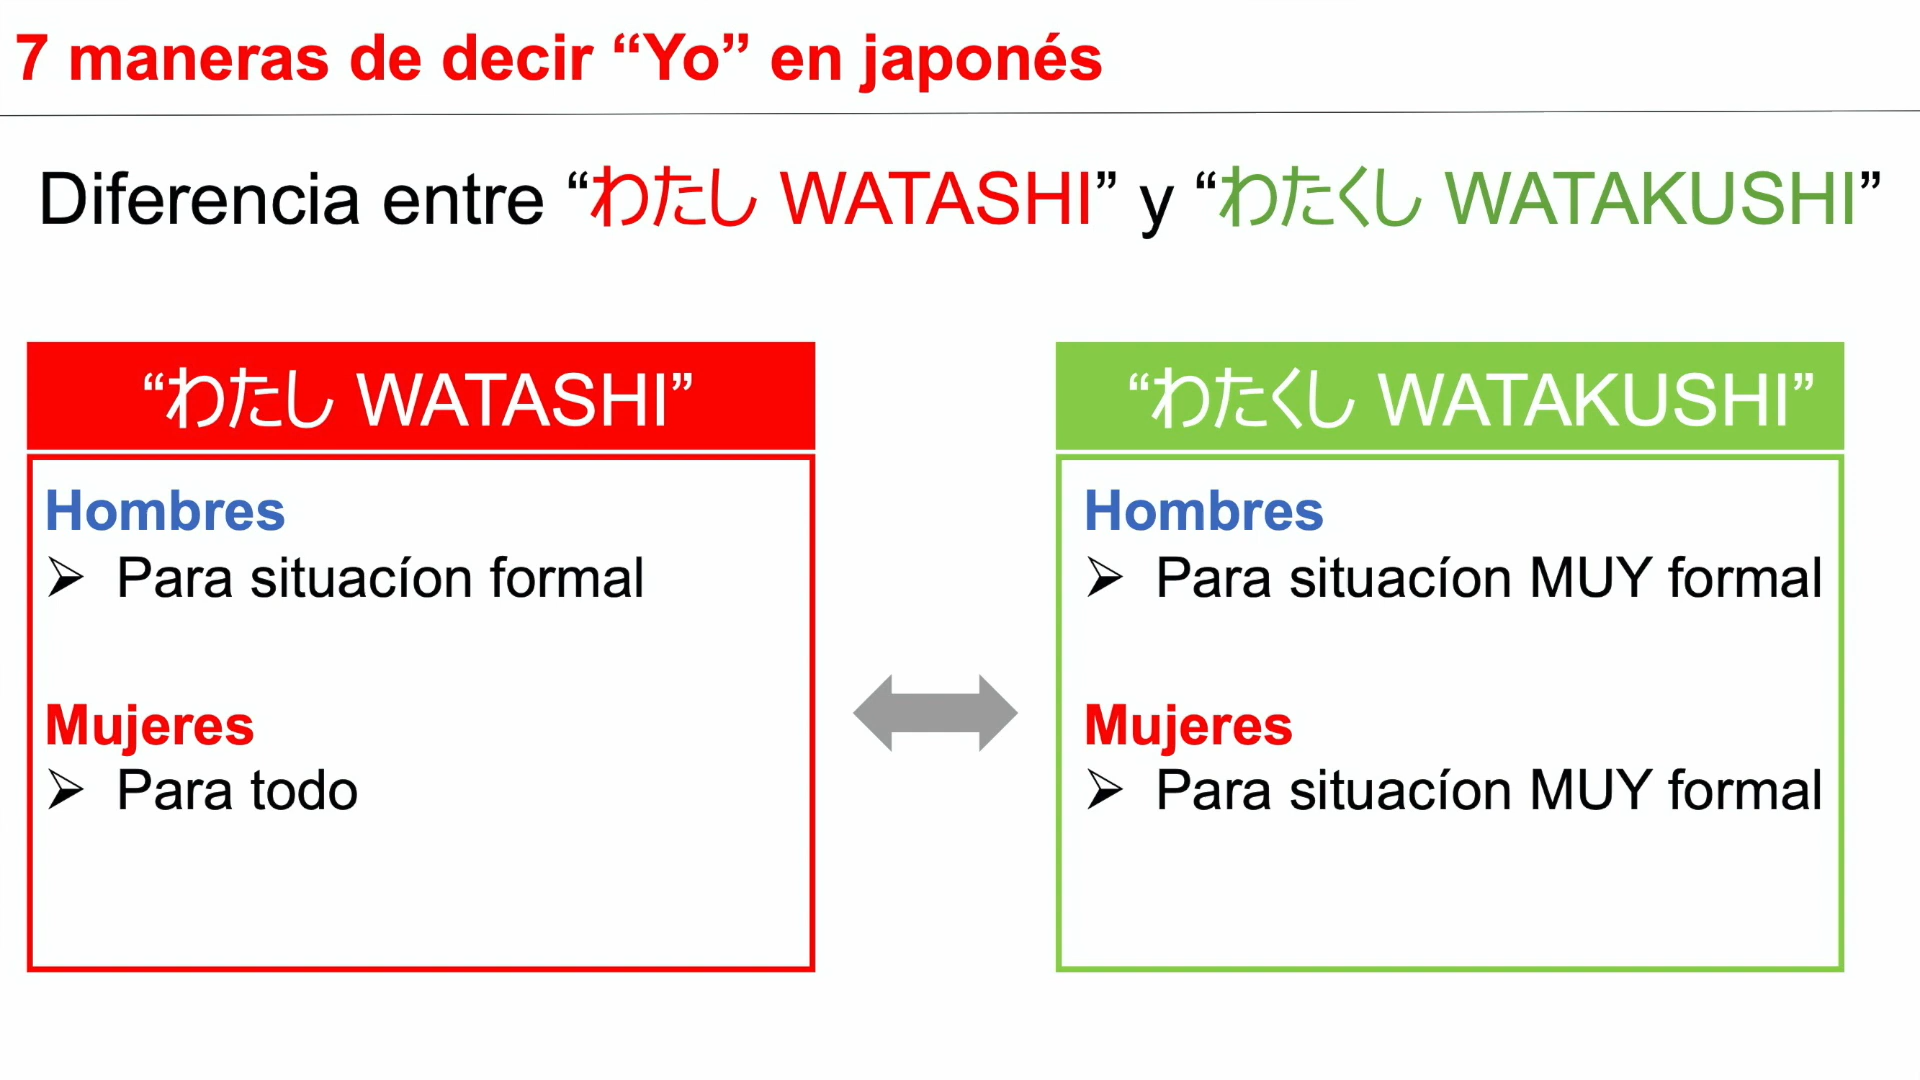 7 maneras de decir “Yo” en japonés
Diferencia entre “わたし WATASHI” y “わたくし WATAKUSHI”
“わたし WATASHI”
Hombres
➢ Para situacíon formal
Mujeres
➢ Para todo
“わたくし WATAKUSHI”
Hombres
➢ Para situacíon MUY formal
Mujeres
➢ Para situacíon MUY formal